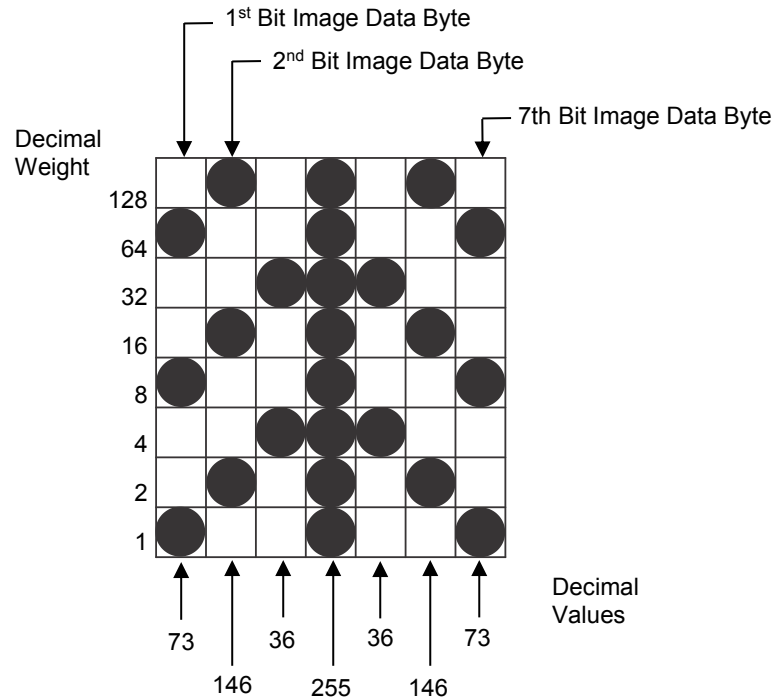 1st Bit Image Data Byte
2nd Bit Image Data Byte
7th Bit Image Data Byte
Decimal
Weight
128
64
32
16
8
4
2
1
73
146
36
255
36
146
73
Decimal
Values